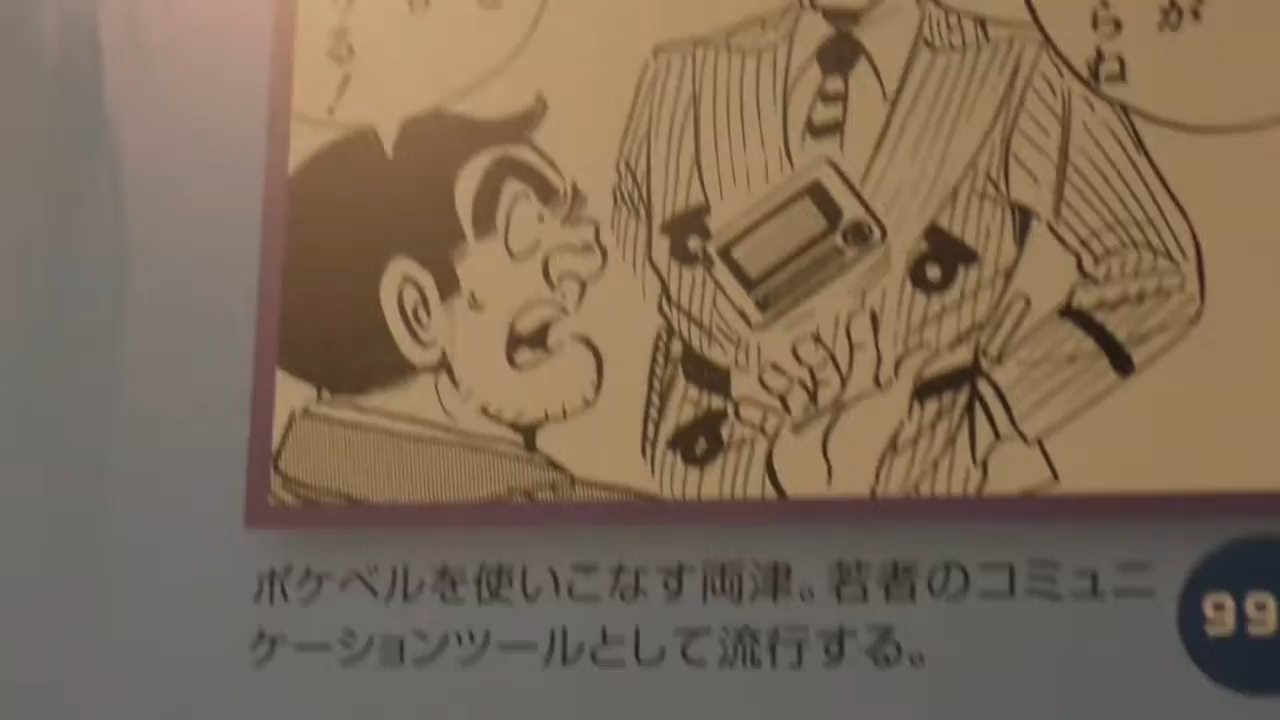 ポケベルを使いこなす両津。若者のコミュニ
ケーションツールとして流行する。
99